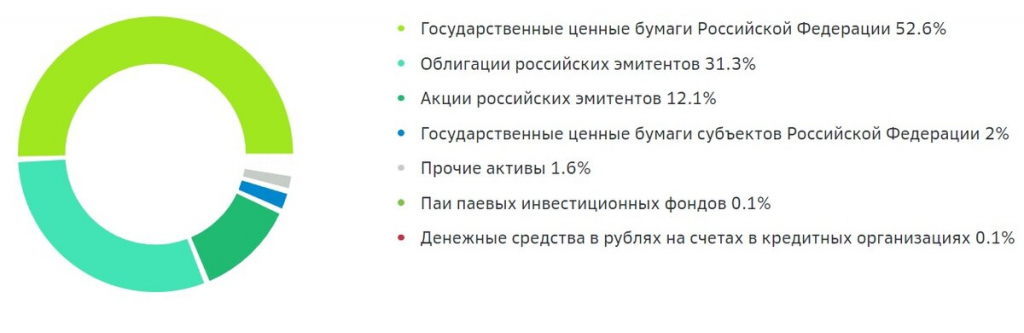 Государственные ценные бумаги Российской Федерации 52.6%
Облигации российских эмитентов 31.3%
Акции российских эмитентов 12.1%
Государственные ценные бумаги субъектов Российской Федерации 2%
Прочие активы 1.6%
Паи паевых инвестиционных фондов 0.1%
Денежные средства в рублях на счетах в кредитных организациях 0.1%